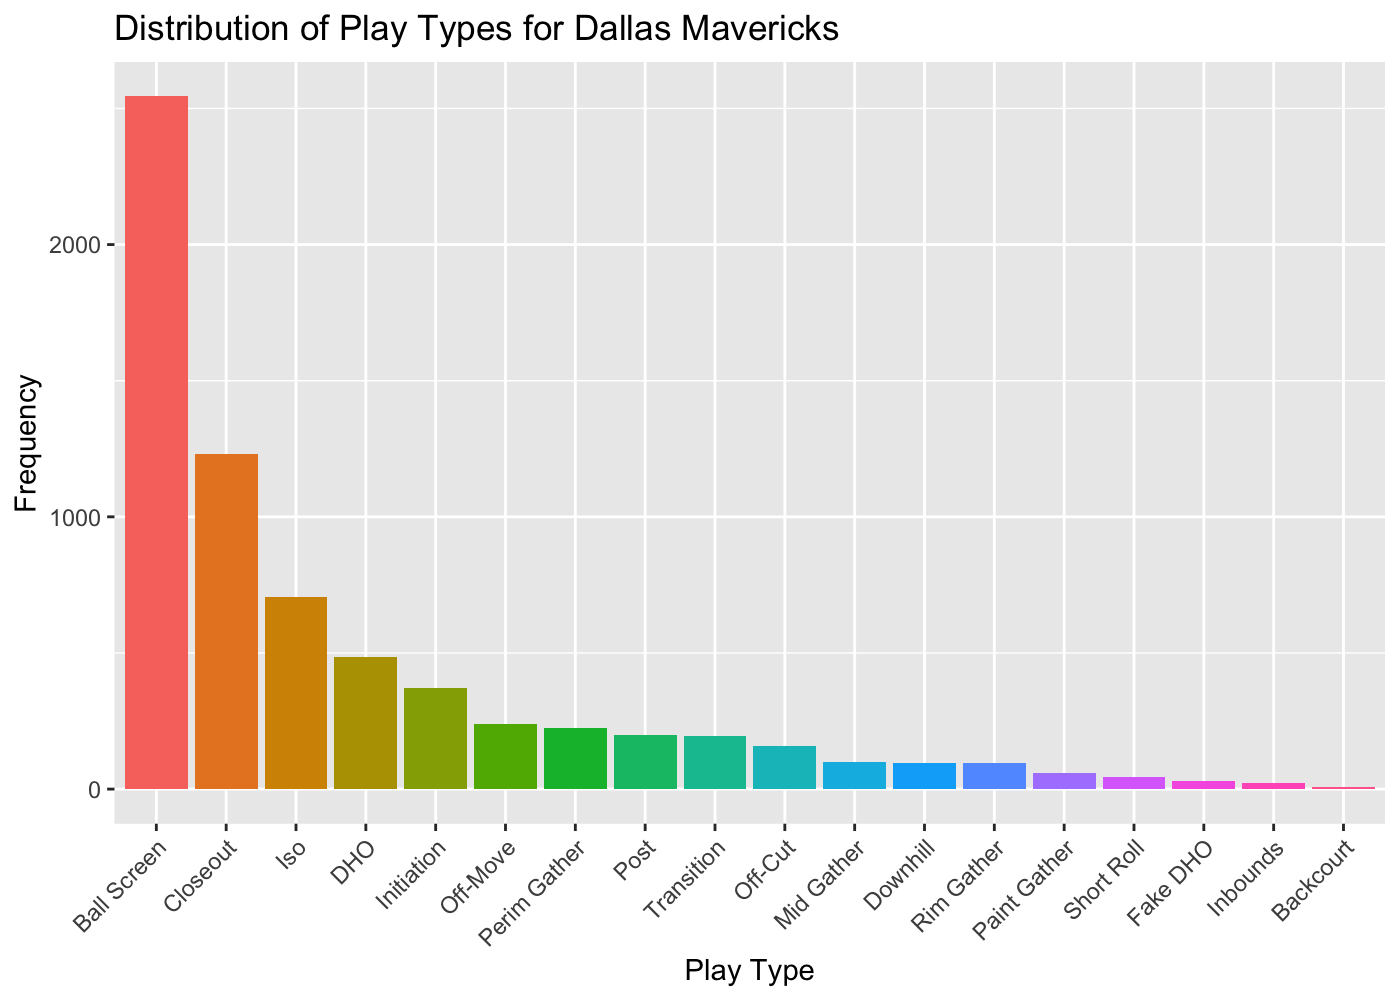 Distribution of Play Types for Dallas Mavericks
Frequency
2000
1000
0
Ball Screen
Closeout
Iso
DHO
Initiation
Off-Move
Perim Gather
Post
Transition
Off-Cut
Mid Gather
Downhill
Rim Gather
Paint Gather
Short Roll
Fake DHO
Inbounds
Backcourt
Play Type